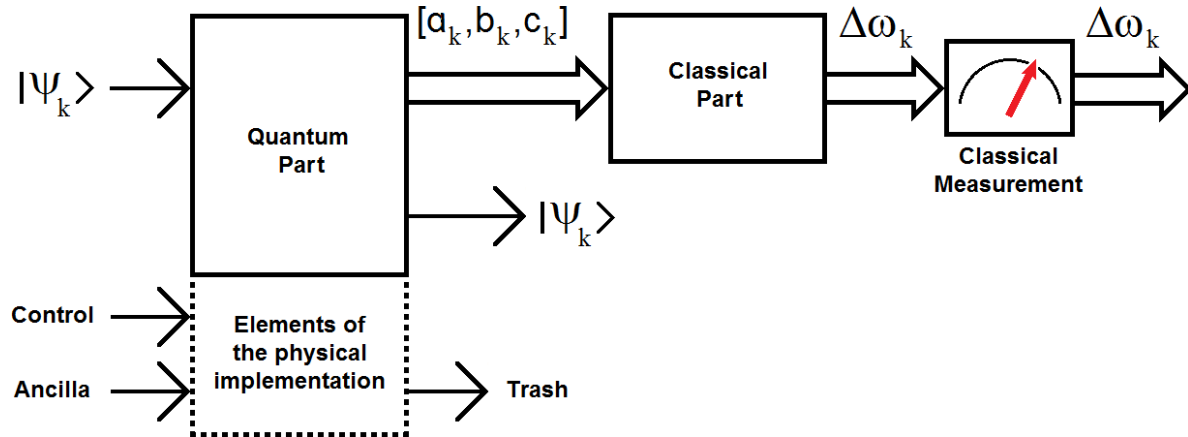 [a_k, b_k, c_k]
Δω_k
Δω_k
|ψ_k⟩
Quantum
Part
Classical
Part
Classical
Measurement
|ψ_k⟩
Control
Elements of
the physical
implementation
Ancilla
Trash